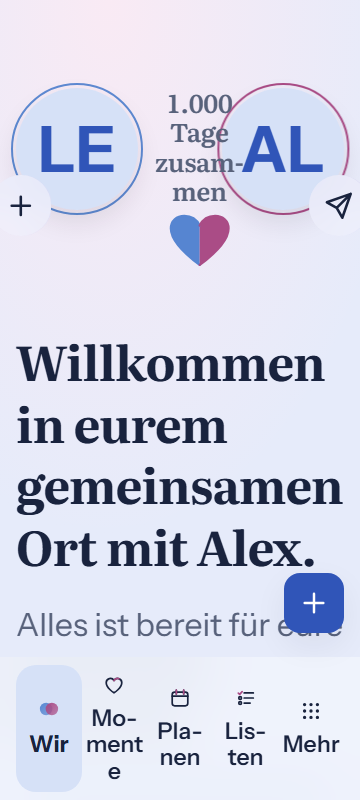 LE
1.000
Tage
zusam-
men
AL
Willkommen
in eurem
gemeinsamen
Ort mit Alex.
Alles ist bereit für eure
Wir
Mo-
ment
e
Pla-
nen
Lis-
ten
Mehr